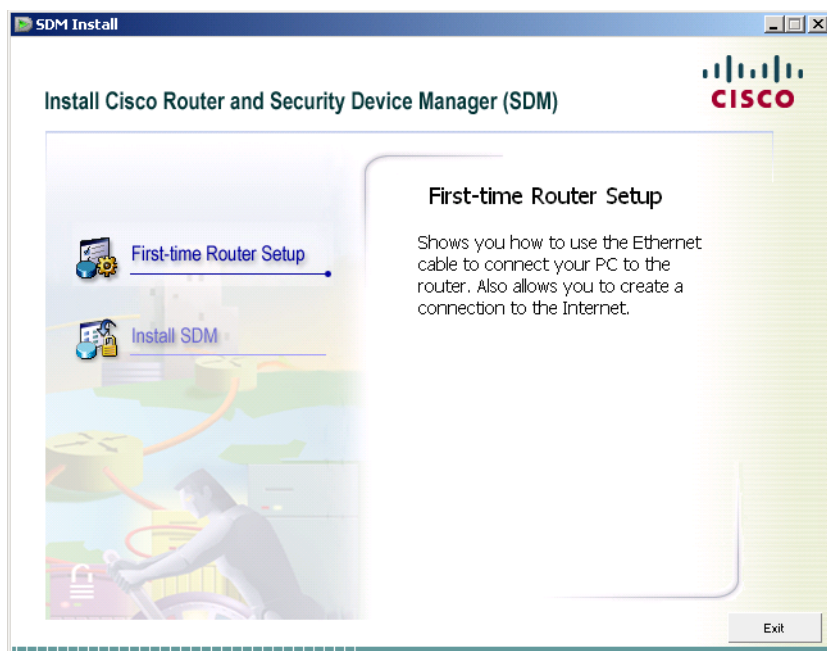 SDM Install
CISCO
Install Cisco Router and Security Device Manager (SDM)
First-time Router Setup
Install SDM
First-time Router Setup
Shows you how to use the Ethernet
cable to connect your PC to the
router. Also allows you to create a
connection to the Internet.
Exit